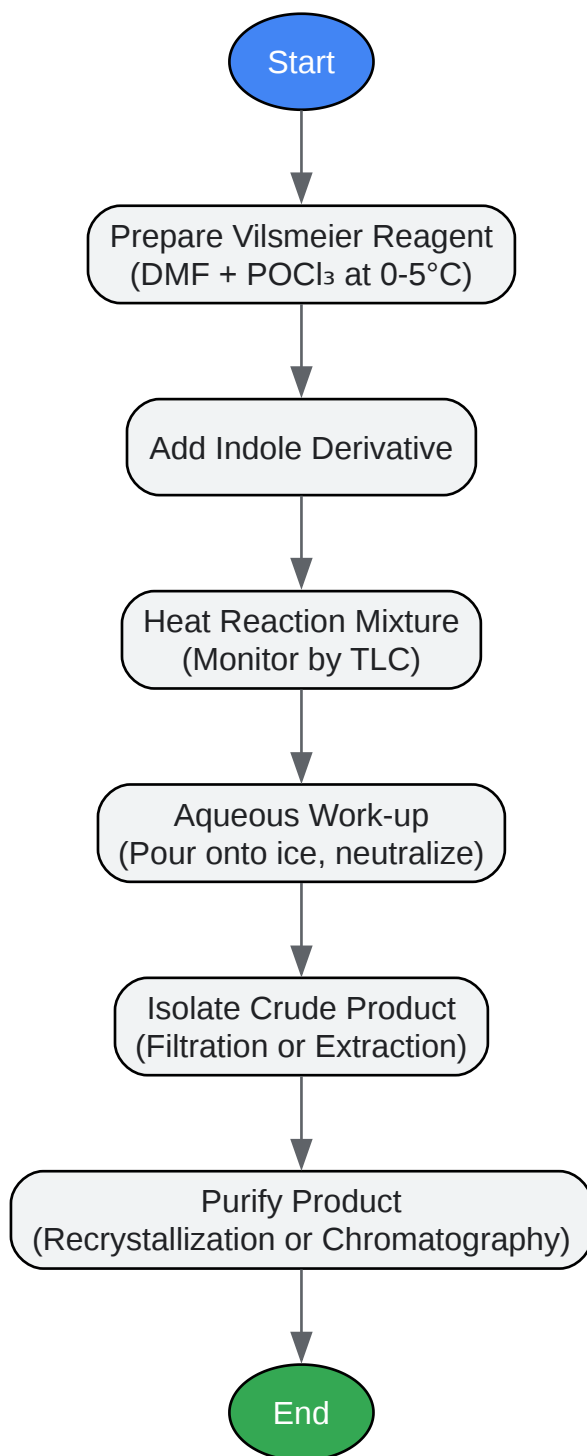 Start
Prepare Vilsmeier Reagent
(DMF + POCl₃ at 0-5°C)
Add Indole Derivative
Heat Reaction Mixture
(Monitor by TLC)
Aqueous Work-up
(Pour onto ice, neutralize)
Isolate Crude Product
(Filtration or Extraction)
Purify Product
(Recrystallization or Chromatography)
End